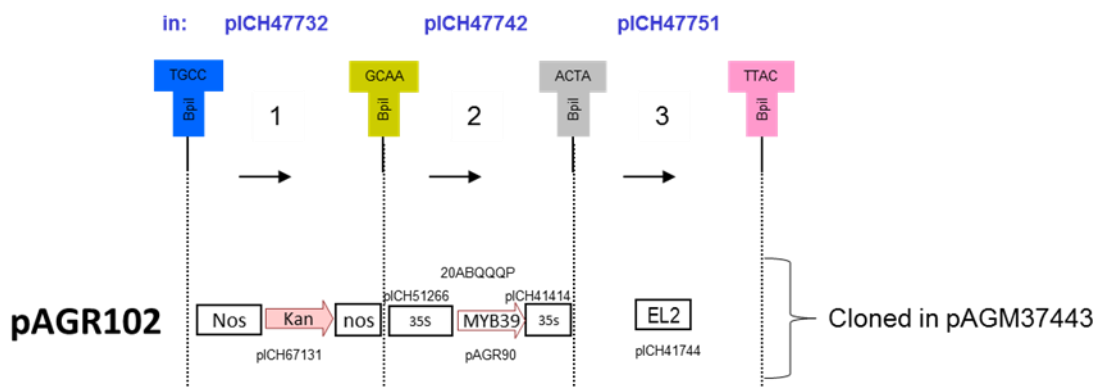 in: pICH47732 pICH47742 pICH47751
TGCC GCAA ACTA TTAC
BpiI BpiI BpiI BpiI
1 2 3
20ABQQQP
pICH51266 pICH41414
pAGR102 Nos Kan nos 35S MYB39 35s EL2 Cloned in pAGM37443
pICH67131 pAGR90 pICH41744